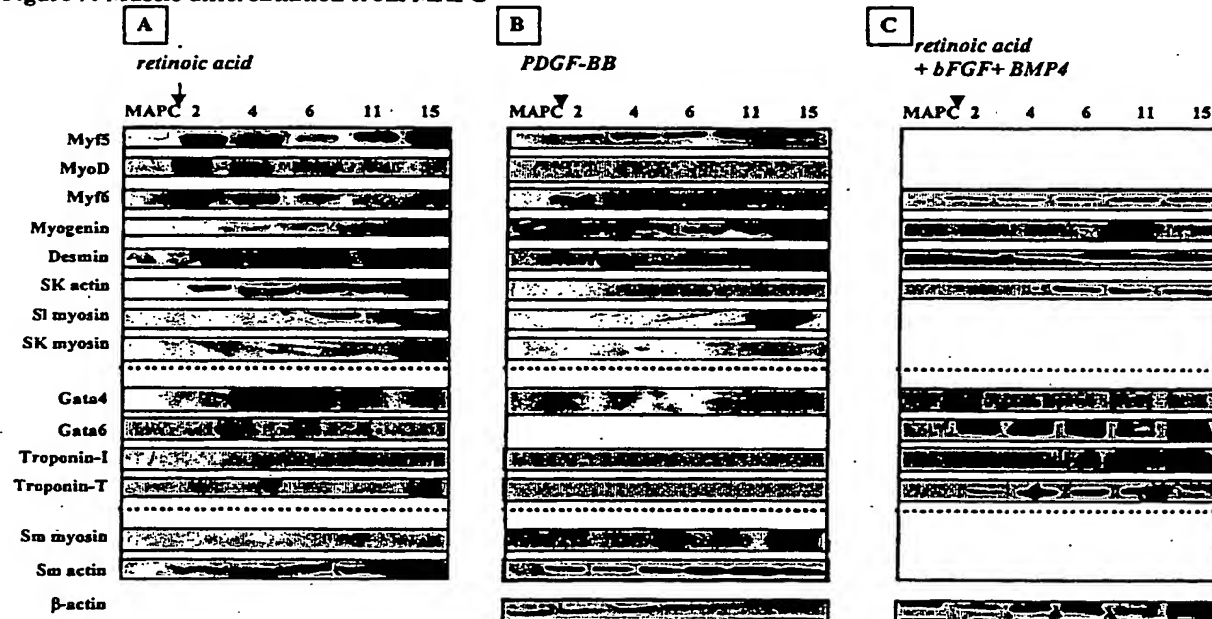 A
B
C
retinoic acid
PDGF-BB
retinoic acid
+ bFGF+ BMP4
MAPC 2 4 6 11 15
MAPC 2 4 6 11 15
MAPC 2 4 6 11 15
Myf5
MyoD
Myf6
Myogenin
Desmin
SK actin
Sl myosin
SK myosin
Gata4
Gata6
Troponin-I
Troponin-T
Sm myosin
Sm actin
β-actin